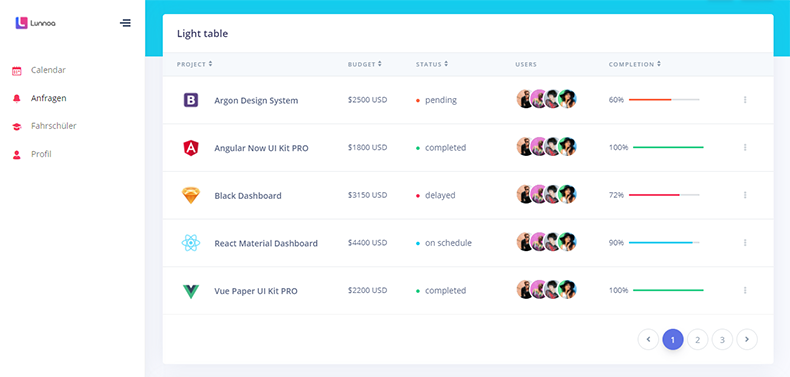 Lunnoa
Calendar
Anfragen
Fahrschüler
Profil
Light table
PROJECT BUDGET STATUS USERS COMPLETION
B Argon Design System $2500 USD pending 60%
A Angular Now UI Kit PRO $1800 USD completed 100%
Black Dashboard $3150 USD delayed 72%
React Material Dashboard $4400 USD on schedule 90%
Vue Paper UI Kit PRO $2200 USD completed 100%
1 2 3